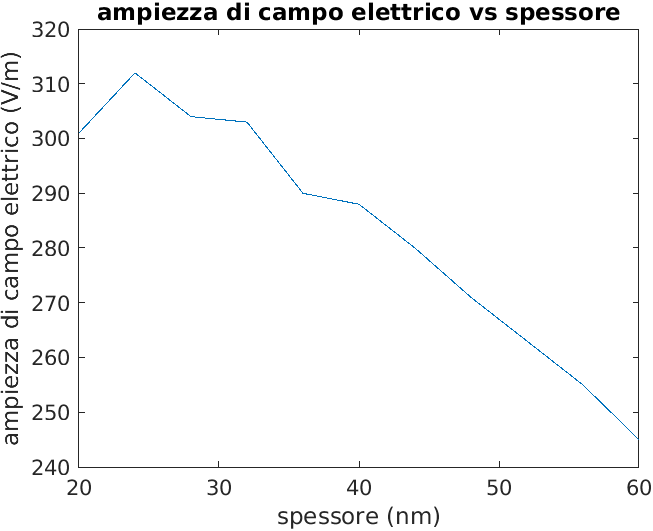 ampiezza di campo elettrico vs spessore
320
310
300
290
280
270
260
250
240
ampiezza di campo elettrico (V/m)
20 30 40 50 60
spessore (nm)